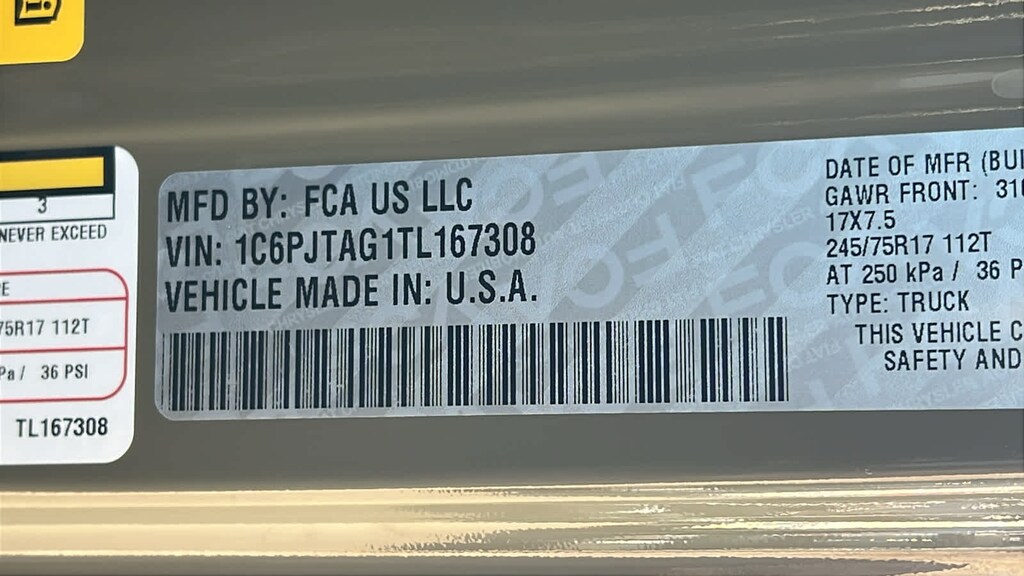 3
NEVER EXCEED
75R17 112T
Pa / 36 PSI
TL167308
MFD BY: FCA US LLC
VIN: 1C6PJTAG1TL167308
VEHICLE MADE IN: U.S.A.
DATE OF MFR (BUI
GAWR FRONT: 310
17X7.5
245/75R17 112T
AT 250 kPa / 36 P
TYPE: TRUCK
THIS VEHICLE C
SAFETY AND